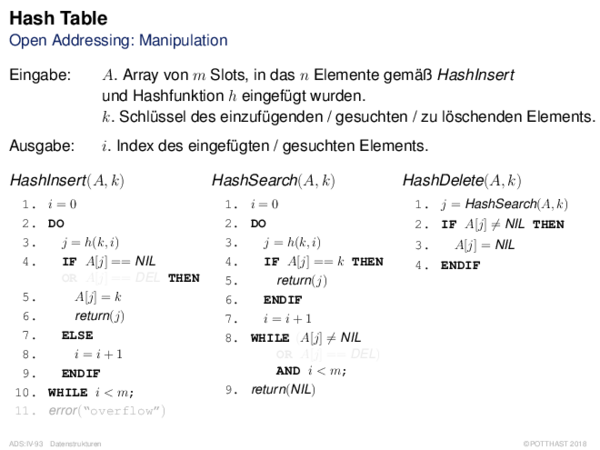 Hash Table
Open Addressing: Manipulation
Eingabe: A. Array von m Slots, in das n Elemente gemäß HashInsert
und Hashfunktion h eingefügt wurden.
k. Schlüssel des einzufügenden / gesuchten / zu löschenden Elements.
Ausgabe: i. Index des eingefügten / gesuchten Elements.
HashInsert(A, k)
1. i = 0
2. DO
3. j = h(k, i)
4. IF A[j] == NIL
OR A[j] == DEL THEN
5. A[j] = k
6. return(j)
7. ELSE
8. i = i + 1
9. ENDIF
10. WHILE i < m;
11. error("overflow")
HashSearch(A, k)
1. i = 0
2. DO
3. j = h(k, i)
4. IF A[j] == k THEN
5. return(j)
6. ENDIF
7. i = i + 1
8. WHILE (A[j] ≠ NIL
OR A[j] == DEL)
AND i < m;
9. return(NIL)
HashDelete(A, k)
1. j = HashSearch(A, k)
2. IF A[j] ≠ NIL THEN
3. A[j] = NIL
4. ENDIF
ADS:IV-93 Datenstrukturen
©POTTHAST 2018